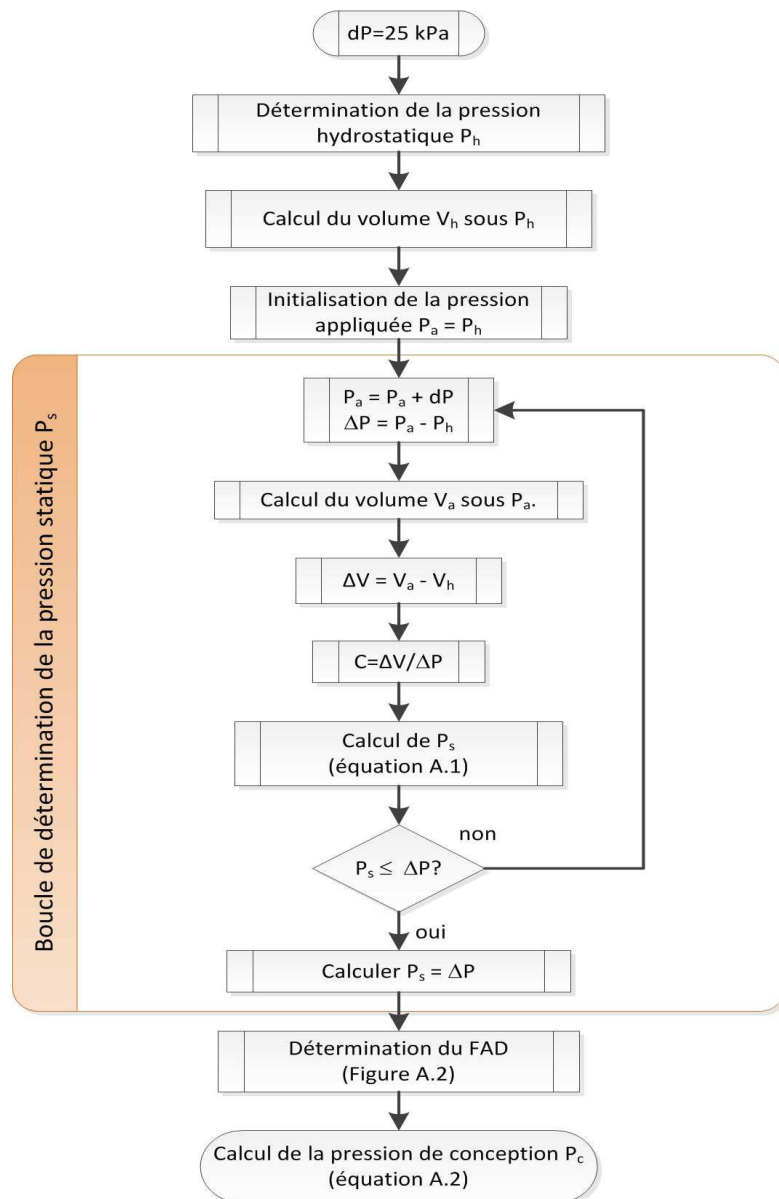 dP=25 kPa
Détermination de la pression
hydrostatique Pₕ
Calcul du volume Vₕ sous Pₕ
Initialisation de la pression
appliquée Pₐ = Pₕ
Boucle de détermination de la pression statique Pₛ
Pₐ = Pₐ + dP
ΔP = Pₐ - Pₕ
Calcul du volume Vₐ sous Pₐ.
ΔV = Vₐ - Vₕ
C=ΔV/ΔP
Calcul de Pₛ
(équation A.1)
non
Pₛ ≤ ΔP?
oui
Calculer Pₛ = ΔP
Détermination du FAD
(Figure A.2)
Calcul de la pression de conception P꜀
(équation A.2)